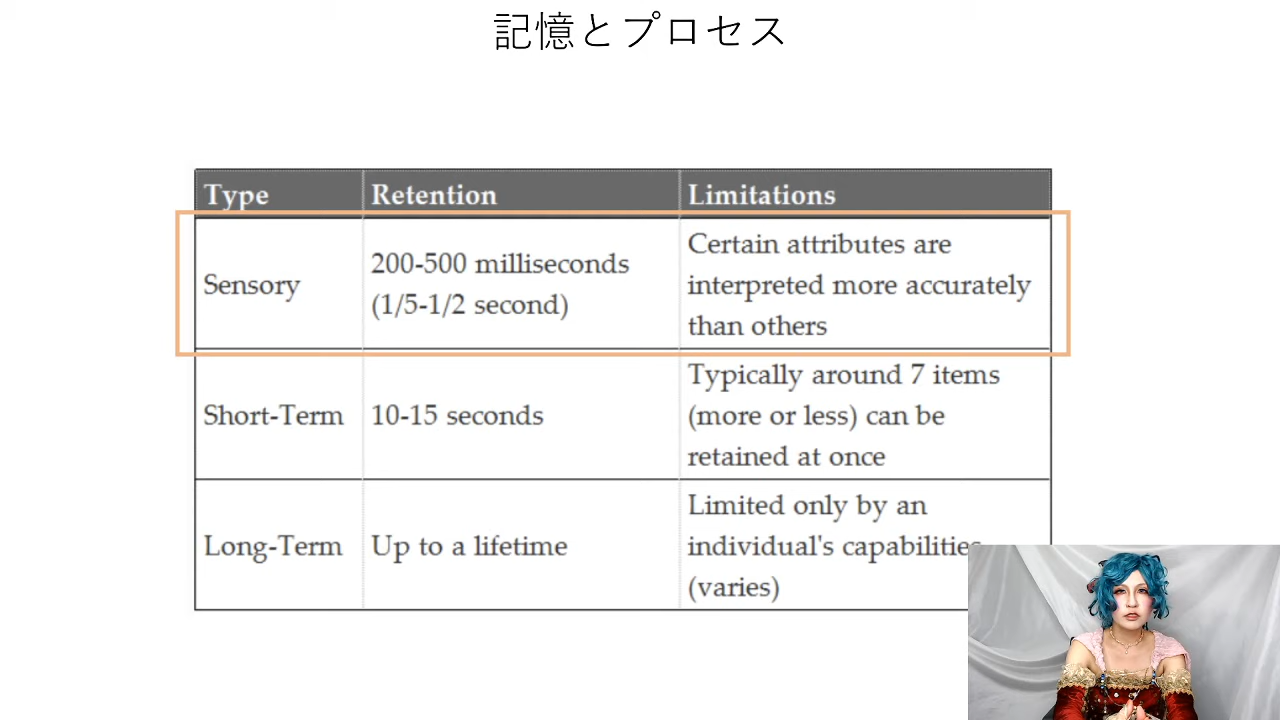 記憶とプロセス
Type Retention Limitations
Sensory
200-500 milliseconds
(1/5-1/2 second)
Certain attributes are
interpreted more accurately
than others
Short-Term
10-15 seconds
Typically around 7 items
(more or less) can be
retained at once
Long-Term
Up to a lifetime
Limited only by an
individual's capabilities
(varies)